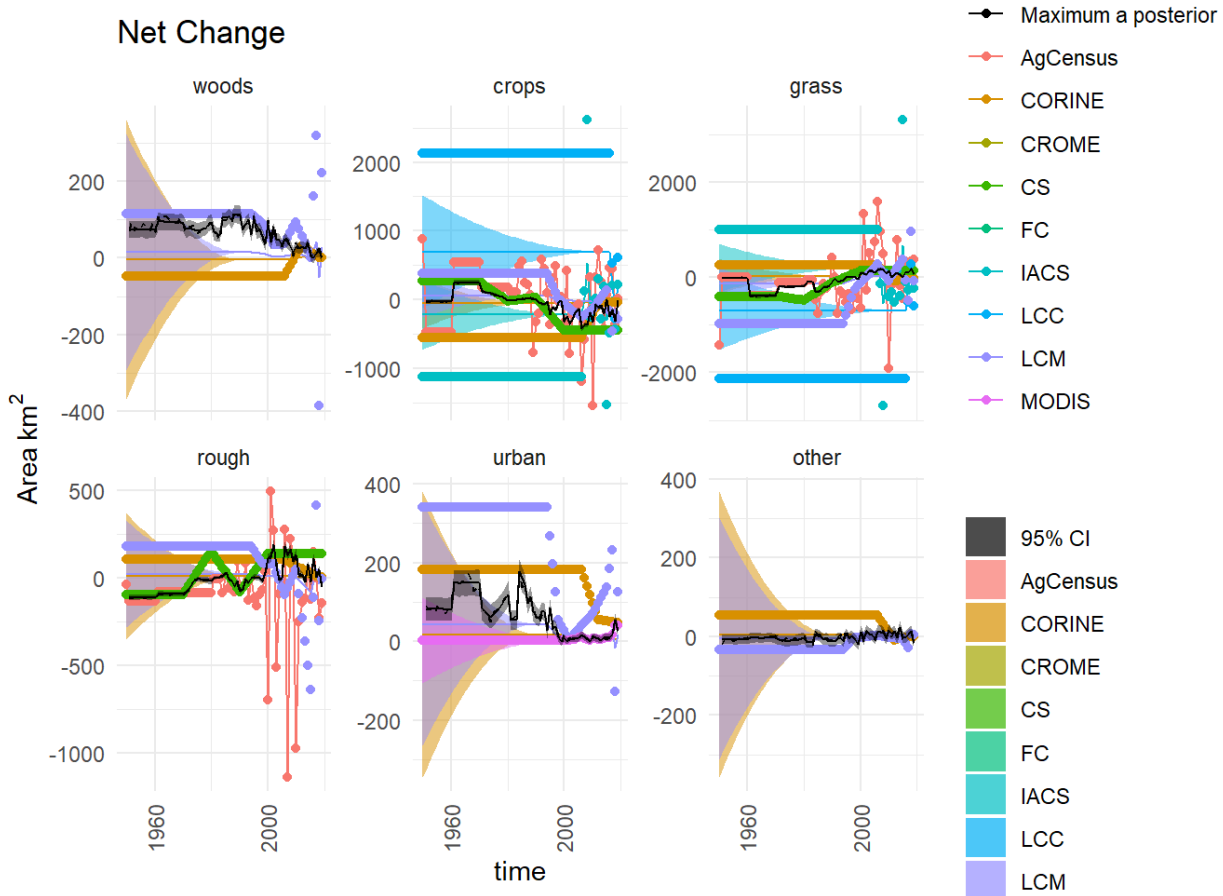 Net Change
woods
crops
grass
200
0
-200
-400
2000
1000
0
-1000
2000
0
-2000
rough
urban
other
500
0
-500
-1000
400
200
0
-200
400
200
0
-200
1960
2000
1960
2000
1960
2000
Area km²
time
Maximum a posterior
AgCensus
CORINE
CROME
CS
FC
IACS
LCC
LCM
MODIS
95% CI
AgCensus
CORINE
CROME
CS
FC
IACS
LCC
LCM